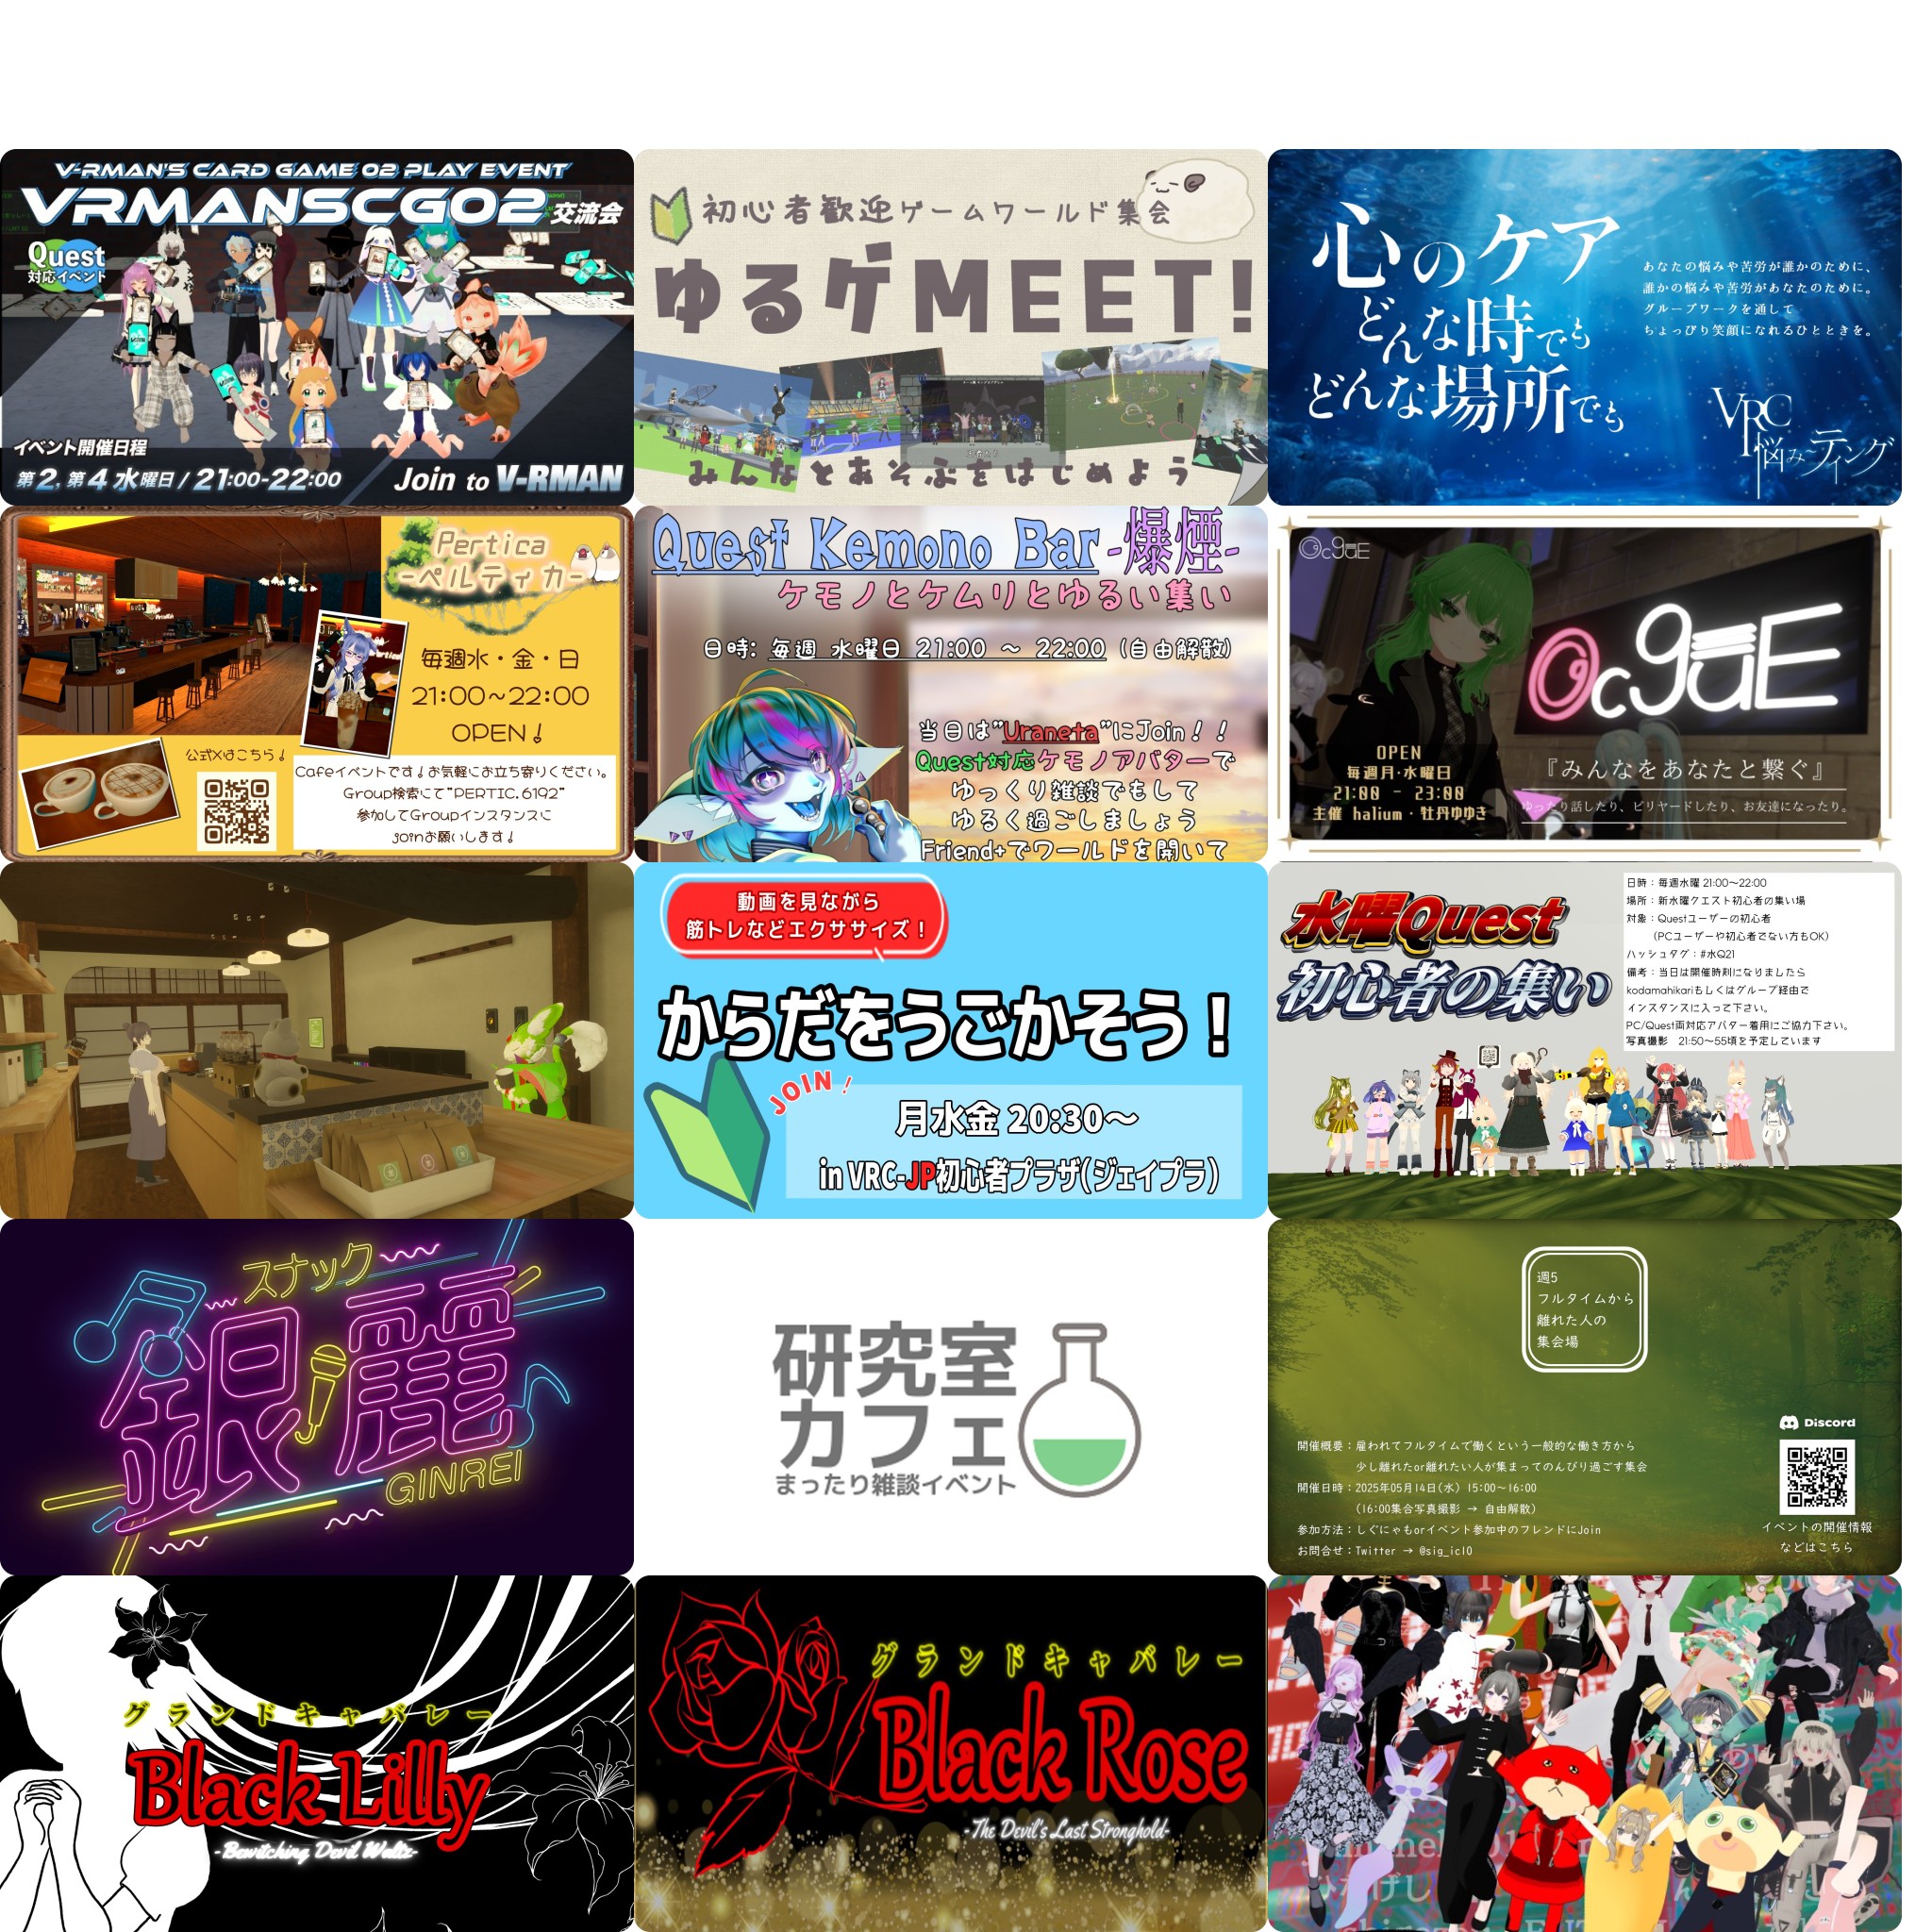 V-RMAN'S CARD GAME 02 PLAY EVENT
VRMANSCG02 交流会
Quest
対応イベント
イベント開催日程
第2, 第4 水曜日 / 21:00-22:00
Join to V-RMAN
初心者歓迎ゲームワールド集会
ゆるゲMEET!
みんなとあそぶをはじめよう
心のケア
どんな時でも
どんな場所でも
あなたの悩みや苦労が誰かのために、
誰かの悩みや苦労があなたのために。
グループワークを通して
ちょっぴり笑顔になれるひとときを。
VRC
悩みーティング
Pertica
-ペルティカ-
毎週水・金・日
21:00~22:00
OPEN!
公式Xはこちら!
Cafeイベントです!お気軽にお立ち寄りください。
Group検索にて"PERTIC.6192"
参加してGroupインスタンスに
joinお願いします!
Quest Kemono Bar-爆煙-
ケモノとケムリとゆるい集い
日時: 毎週 水曜日 21:00 ~ 22:00 (自由解散)
当日は"Uraneta"にJoin!!
Quest対応ケモノアバターで
ゆっくり雑談でもして
ゆるく過ごしましょう
Friend+でワールドを開いて
Oc9uE
Oc9uE
OPEN
毎週月・水曜日
21:00 - 23:00
主催 halium・牡丹ゆゆき
『みんなをあなたと繋ぐ』
ゆったり話したり、ビリヤードしたり、お友達になったり。
動画を見ながら
筋トレなどエクササイズ!
からだをうごかそう!
JOIN!
月水金 20:30~
in VRC-JP初心者プラザ(ジェイプラ)
水曜Quest
初心者の集い
日時:毎週水曜 21:00~22:00
場所:新水曜クエスト初心者の集い場
対象:Questユーザーの初心者
(PCユーザーや初心者でない方もOK)
ハッシュタグ:#水Q21
備考:当日は開催時刻になりましたら
kodamahikariもしくはグループ経由で
インスタンスに入って下さい。
PC/Quest両対応アバター着用にご協力下さい。
写真撮影 21:50~55頃を予定しています
スナック
銀麗
GINREI
研究室
カフェ
まったり雑談イベント
週5
フルタイムから
離れた人の
集会場
開催概要:雇われてフルタイムで働くという一般的な働き方から
少し離れたor離れたい人が集まってのんびり過ごす集会
開催日時:2025年05月14日(水) 15:00~16:00
(16:00集合写真撮影 → 自由解散)
参加方法:しぐにゃもorイベント参加中のフレンドにJoin
お問合せ:Twitter → @sig_ic10
Discord
イベントの開催情報
などはこちら
グランドキャバレー
Black Lilly
-Bewitching Devil Waltz-
グランドキャバレー
Black Rose
-The Devil's Last Stronghold-